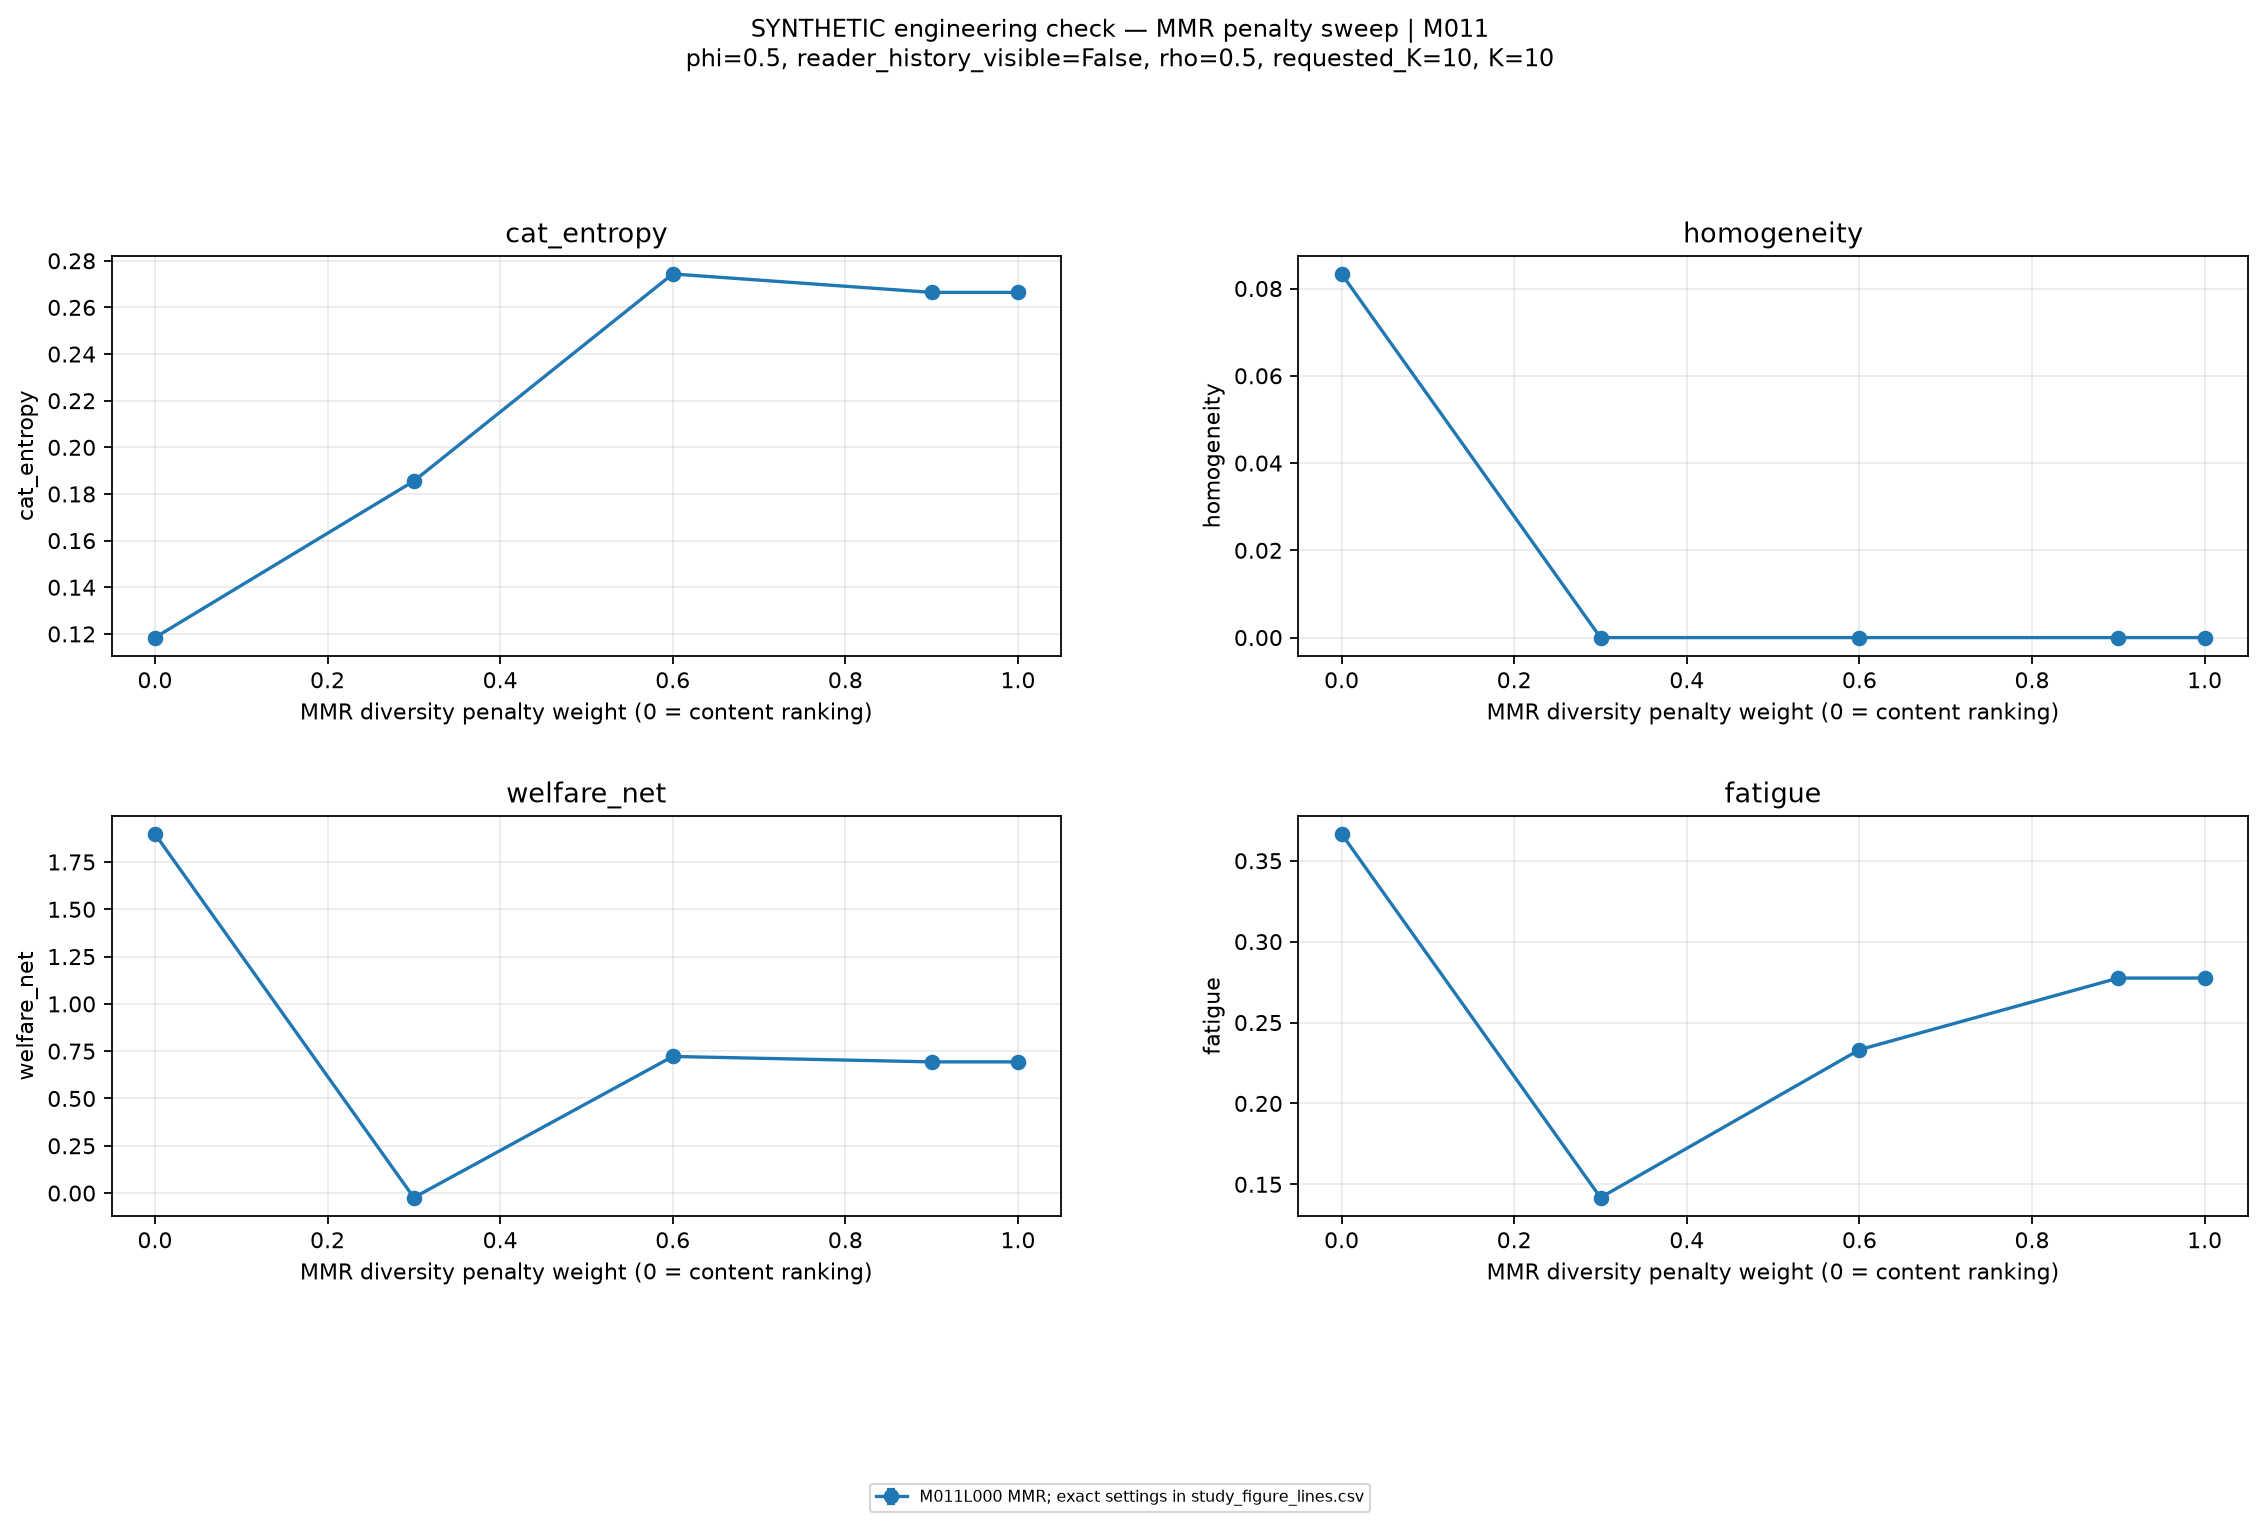 SYNTHETIC engineering check — MMR penalty sweep | M011
phi=0.5, reader_history_visible=False, rho=0.5, requested_K=10, K=10
cat_entropy
cat_entropy
0.28
0.26
0.24
0.22
0.20
0.18
0.16
0.14
0.12
0.0 0.2 0.4 0.6 0.8 1.0
MMR diversity penalty weight (0 = content ranking)
homogeneity
homogeneity
0.08
0.06
0.04
0.02
0.00
0.0 0.2 0.4 0.6 0.8 1.0
MMR diversity penalty weight (0 = content ranking)
welfare_net
welfare_net
1.75
1.50
1.25
1.00
0.75
0.50
0.25
0.00
0.0 0.2 0.4 0.6 0.8 1.0
MMR diversity penalty weight (0 = content ranking)
fatigue
fatigue
0.35
0.30
0.25
0.20
0.15
0.0 0.2 0.4 0.6 0.8 1.0
MMR diversity penalty weight (0 = content ranking)
M011L000 MMR; exact settings in study_figure_lines.csv